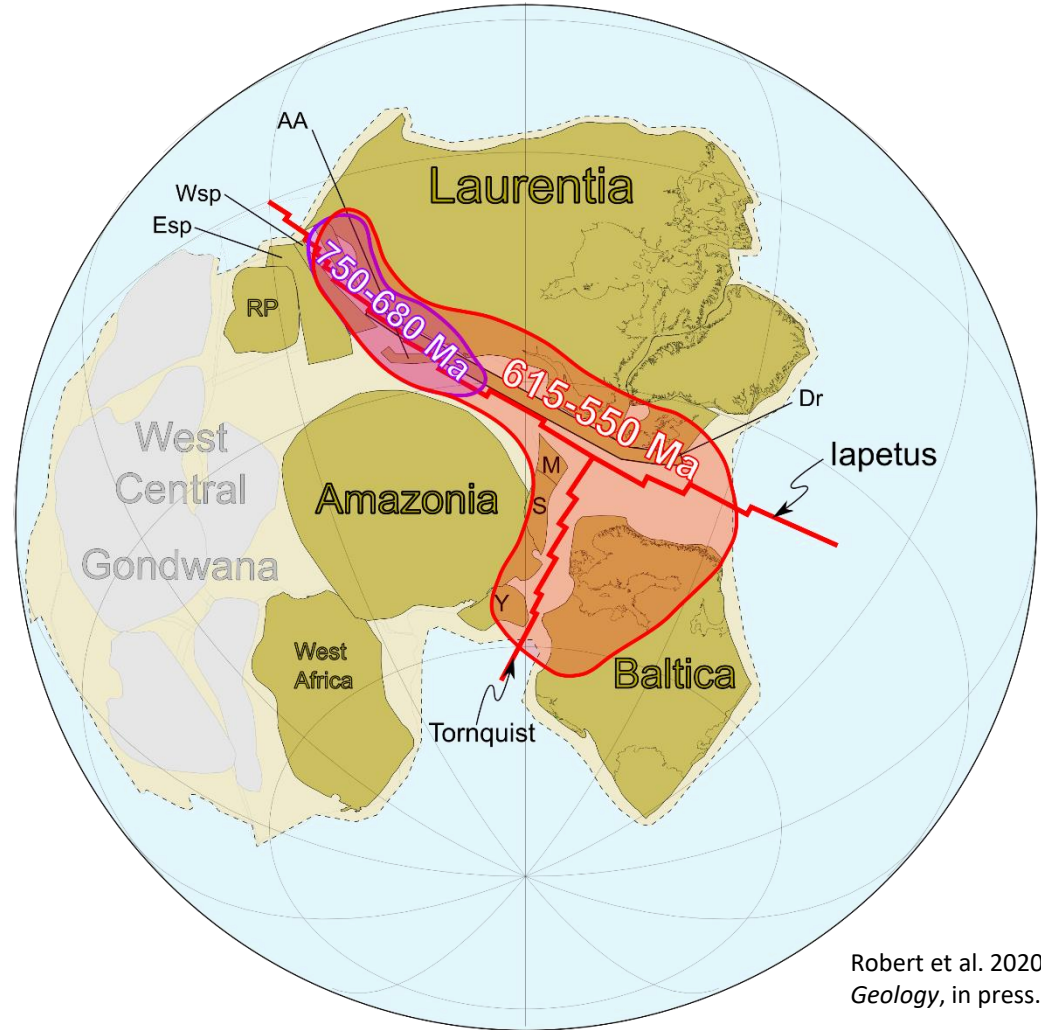 AA
Laurentia
Wsp
Esp
750-680 Ma
RP
615-550 Ma
Dr
West
Central
Gondwana
Iapetus
M
S
Amazonia
Y
West
Africa
Baltica
Tornquist
Robert et al. 2020
Geology, in press.